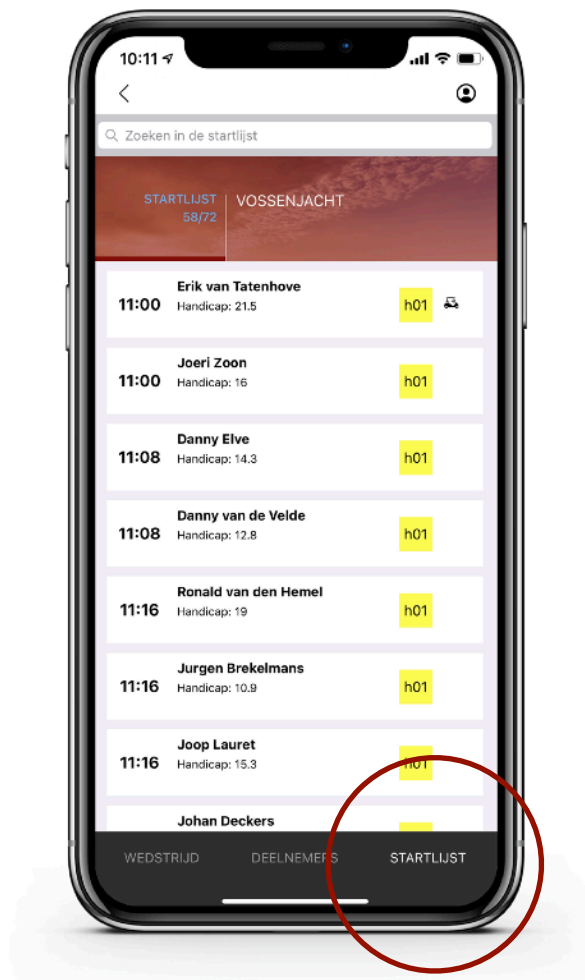 10:11
Zoeken in de startlijst
STARTLIJST
58/72
VOSSENJACHT
Erik van Tatenhove
11:00
Handicap: 21.5
h01
Joeri Zoon
11:00
Handicap: 16
h01
Danny Elve
11:08
Handicap: 14.3
h01
Danny van de Velde
11:08
Handicap: 12.8
h01
Ronald van den Hemel
11:16
Handicap: 19
h01
Jurgen Brekelmans
11:16
Handicap: 10.9
h01
Joop Lauret
11:16
Handicap: 15.3
h01
Johan Deckers
WEDSTRIJD
DEELNEMERS
STARTLIJST